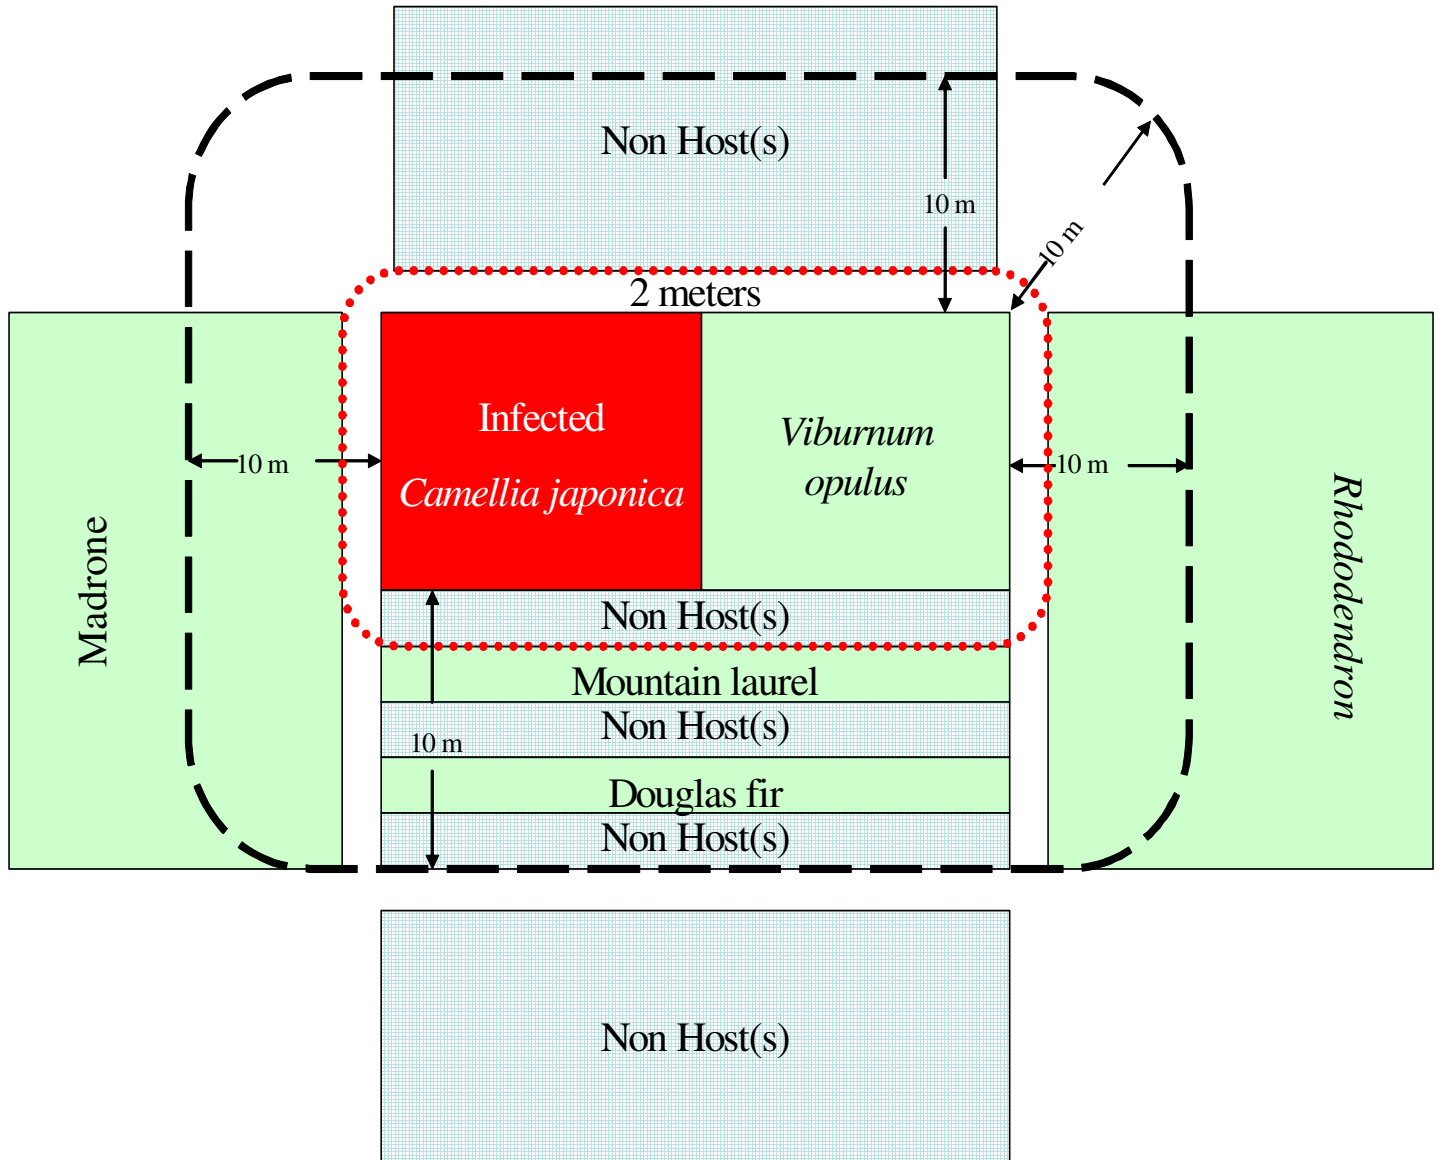 Non Host(s)
10 m
10 m
2 meters
Infected
Camellia japonica
Viburnum
opulus
10 m
10 m
Madrone
Rhododendron
Non Host(s)
Mountain laurel
Non Host(s)
10 m
Douglas fir
Non Host(s)
Non Host(s)